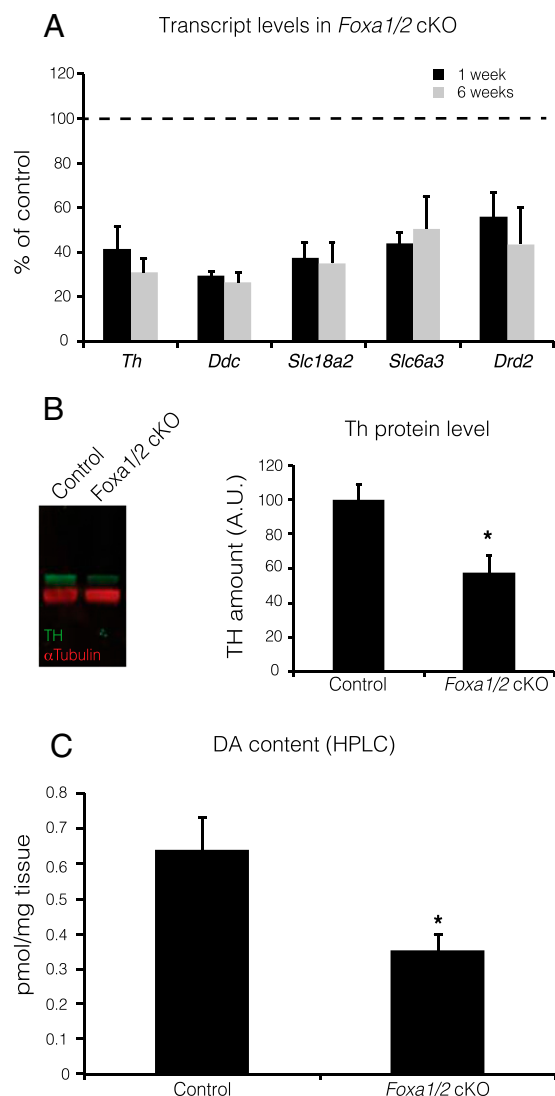 A
Transcript levels in Foxa1/2 cKO
1 week
6 weeks
% of control
120
100
80
60
40
20
0
Th Ddc Slc18a2 Slc6a3 Drd2
B
Control
Foxa1/2 cKO
TH
αTubulin
Th protein level
TH amount (A.U.)
120
100
80
60
40
20
0
*
Control Foxa1/2 cKO
C
DA content (HPLC)
pmol/mg tissue
0.8
0.7
0.6
0.5
0.4
0.3
0.2
0.1
0
*
Control Foxa1/2 cKO